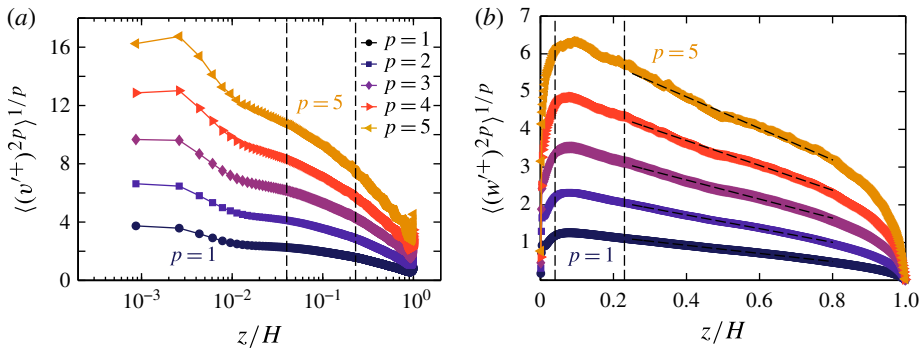 (a)
16
12
8
4
0
⟨(v′⁺)²ᵖ⟩¹/ᵖ
p = 1
p = 2
p = 3
p = 4
p = 5
p = 5
p = 1
10⁻³
10⁻²
10⁻¹
10⁰
z/H
(b)
7
6
5
4
3
2
1
⟨(w′⁺)²ᵖ⟩¹/ᵖ
p = 5
p = 1
0
0.2
0.4
0.6
0.8
1.0
z/H